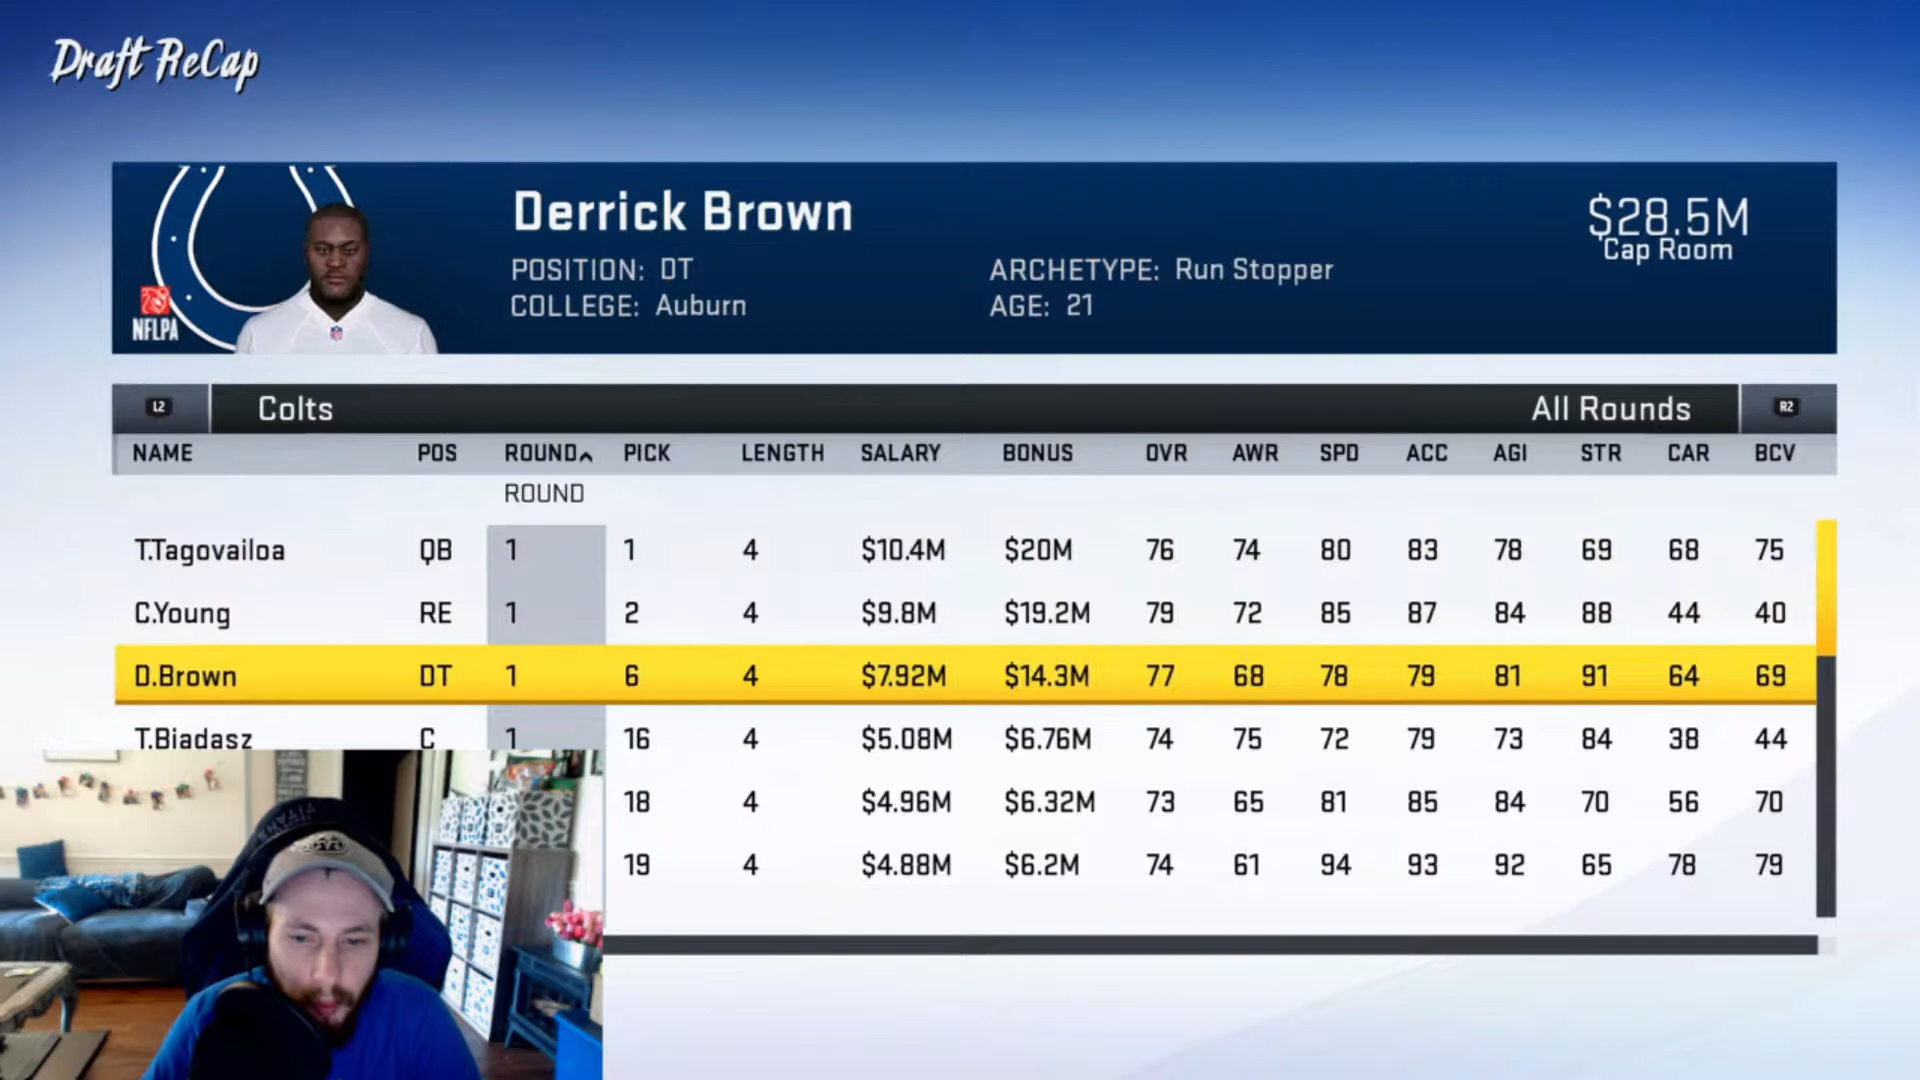 Draft ReCap
Derrick Brown
POSITION: DT
COLLEGE: Auburn
ARCHETYPE: Run Stopper
AGE: 21
$28.5M
Cap Room
NFLPA
L2 Colts All Rounds R2
NAME POS ROUND PICK LENGTH SALARY BONUS OVR AWR SPD ACC AGI STR CAR BCV
ROUND
T.Tagovailoa QB 1 1 4 $10.4M $20M 76 74 80 83 78 69 68 75
C.Young RE 1 2 4 $9.8M $19.2M 79 72 85 87 84 88 44 40
D.Brown DT 1 6 4 $7.92M $14.3M 77 68 78 79 81 91 64 69
T.Biadasz C 1 16 4 $5.08M $6.76M 74 75 72 79 73 84 38 44
18 4 $4.96M $6.32M 73 65 81 85 84 70 56 70
19 4 $4.88M $6.2M 74 61 94 93 92 65 78 79